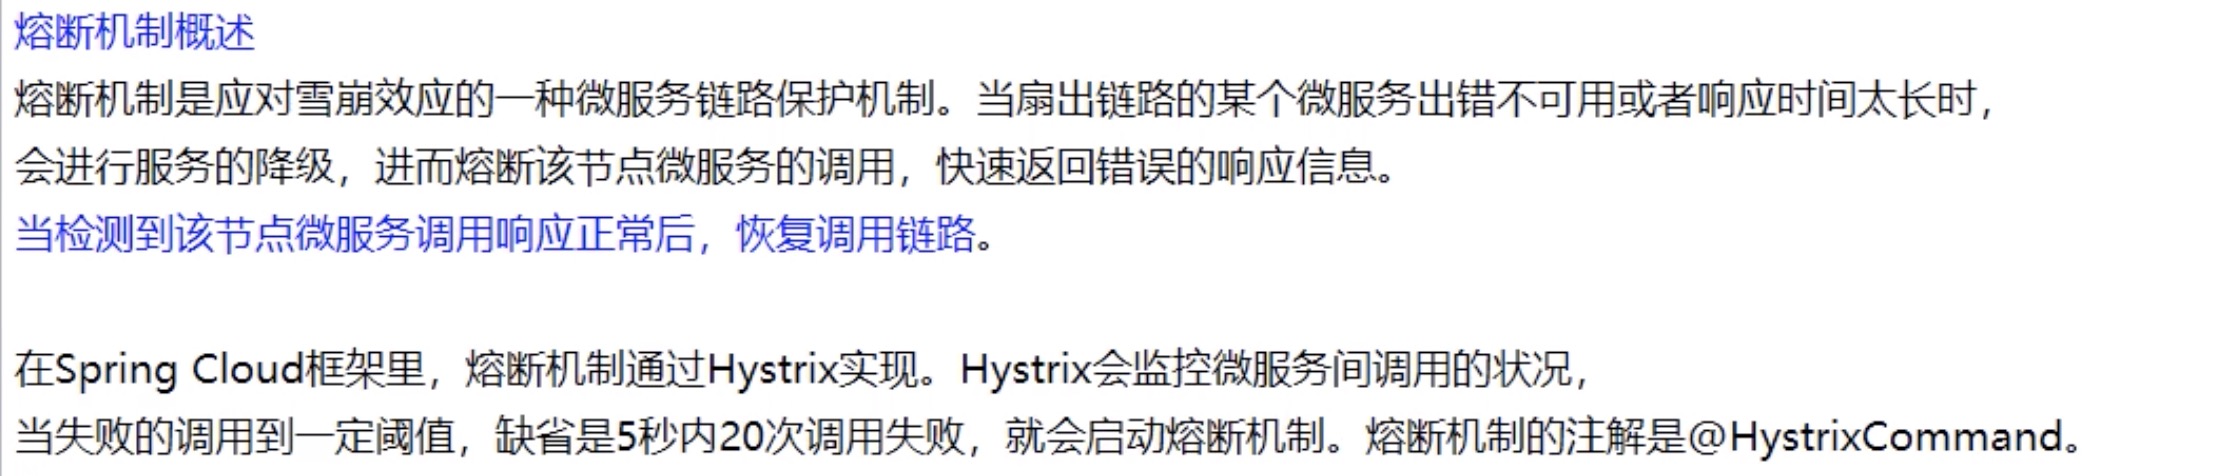 熔断机制概述
熔断机制是应对雪崩效应的一种微服务链路保护机制。当扇出链路的某个微服务出错不可用或者响应时间太长时，
会进行服务的降级，进而熔断该节点微服务的调用，快速返回错误的响应信息。
当检测到该节点微服务调用响应正常后，恢复调用链路。
在Spring Cloud框架里，熔断机制通过Hystrix实现。Hystrix会监控微服务间调用的状况，
当失败的调用到一定阈值，缺省是5秒内20次调用失败，就会启动熔断机制。熔断机制的注解是@HystrixCommand。